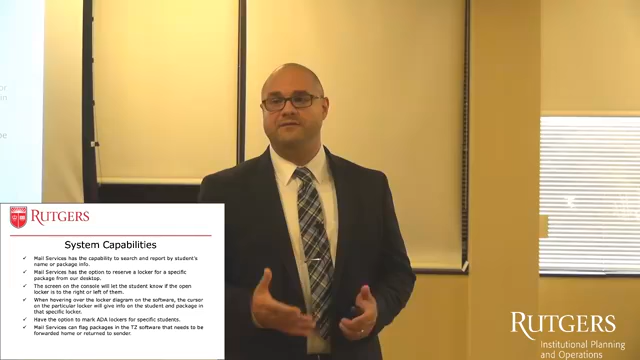 RUTGERS
System Capabilities
✓ Mail Services has the capability to search and report by student's
name or package info.
✓ Mail Services has the option to reserve a locker for a specific
package from our desktop.
✓ The screen on the console will let the student know if the open
locker is to the right or left of them.
✓ When hovering over the locker diagram on the software, the cursor
on the particular locker will give info on the student and package in
that specific locker.
✓ Have the option to mark ADA lockers for specific students.
✓ Mail Services can flag packages in the TZ software that needs to be
forwarded home or returned to sender.
RUTGERS
Institutional Planning
and Operations